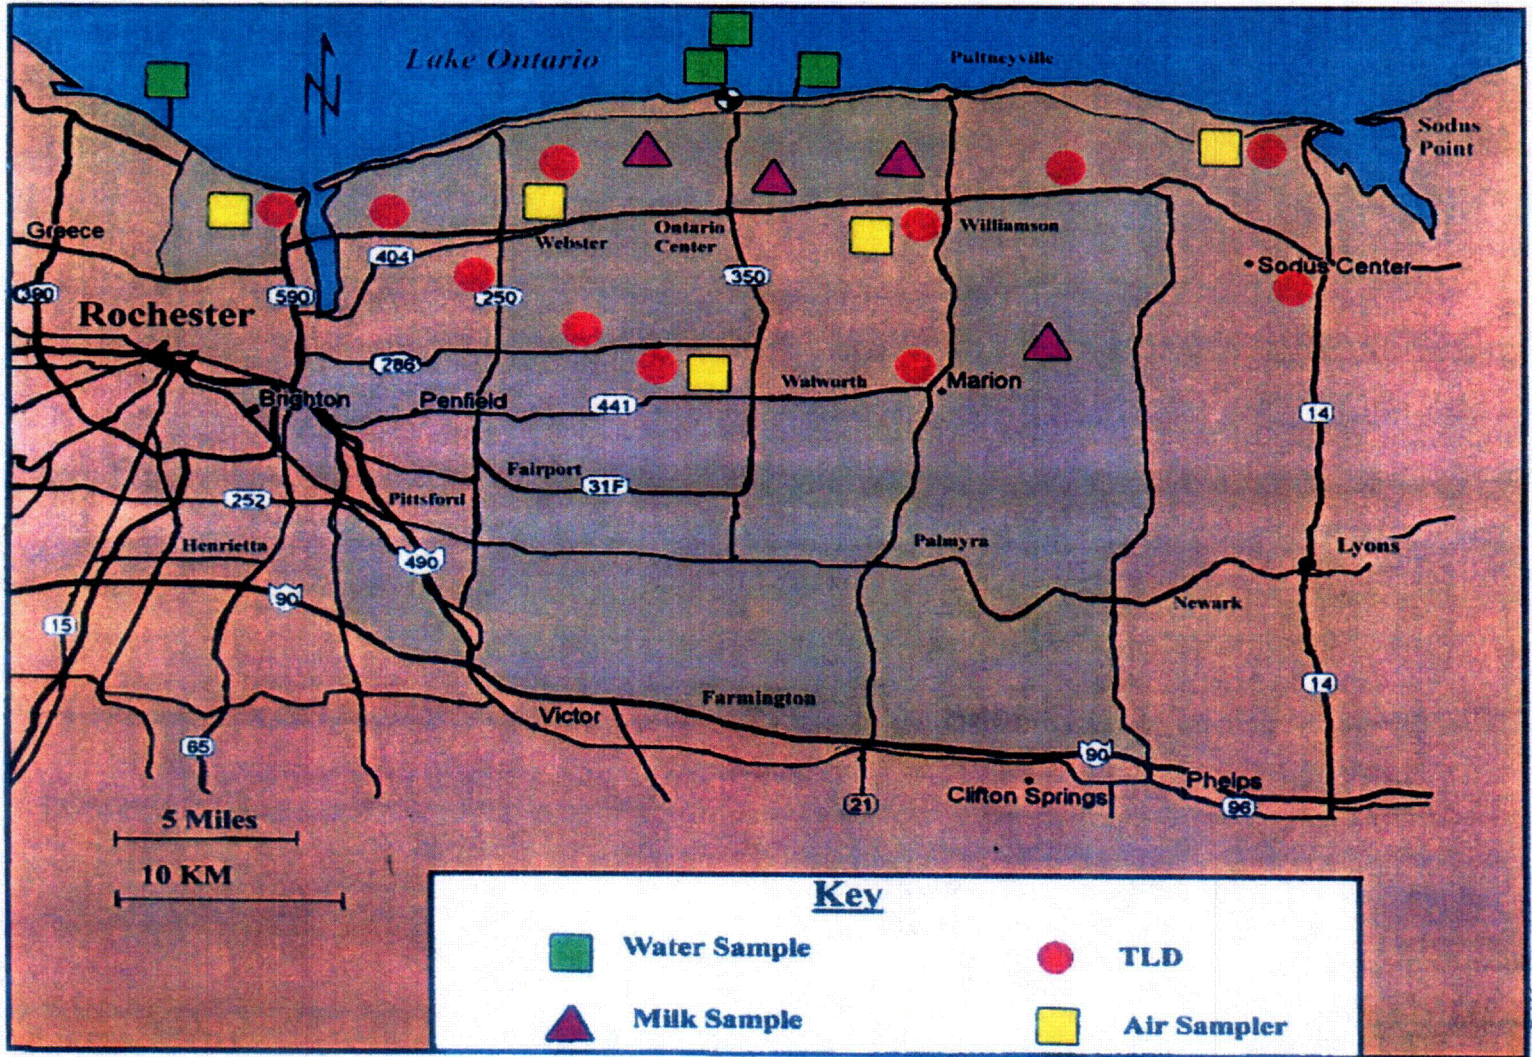 Lake Ontario
Pultneyville
Sodus
Point
Greece
404
Webster
Ontario
Center
Williamson
Sodus Center
390
590
250
350
Rochester
286
Walworth
Marion
Brighton
Penfield
441
14
Fairport
31F
252
Pittsford
Henrietta
490
Palmyra
Lyons
90
15
Newark
14
Farmington
Victor
65
90
Phelps
Clifton Springs
21
96
5 Miles
10 KM
Key
Water Sample
TLD
Milk Sample
Air Sampler